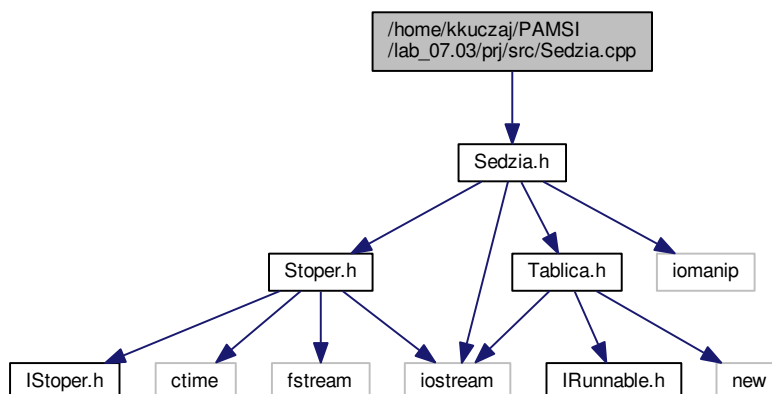 /home/kkuczaj/PAMSI
/lab_07.03/prj/src/Sedzia.cpp
Sedzia.h
Stoper.h
Tablica.h
iomanip
IStoper.h
ctime
fstream
iostream
IRunnable.h
new